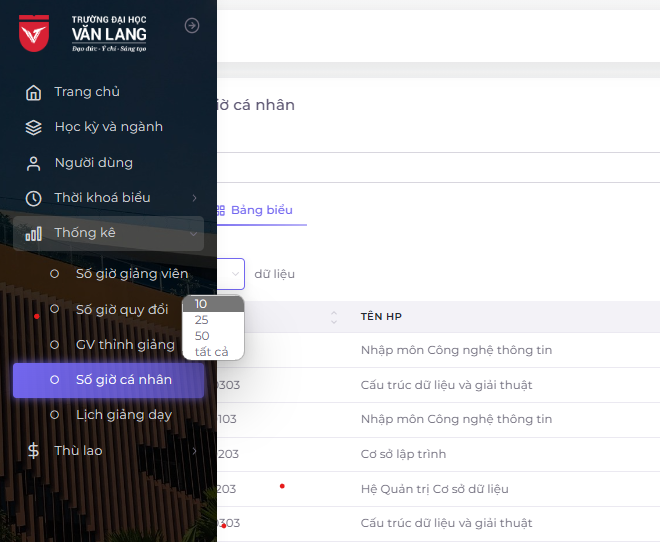 TRƯỜNG ĐẠI HỌC
VĂN LANG
Đạo đức - Ý chí - Sáng tạo
Trang chủ
Học kỳ và ngành
Người dùng
Thời khoá biểu
Thống kê
Số giờ giảng viên
Số giờ quy đổi
GV thỉnh giảng
Số giờ cá nhân
Lịch giảng dạy
Thù lao
giờ cá nhân
Bảng biểu
dữ liệu
10
25
50
tất cả
TÊN HP
Nhập môn Công nghệ thông tin
0303 Cấu trúc dữ liệu và giải thuật
103 Nhập môn Công nghệ thông tin
203 Cơ sở lập trình
203 Hệ Quản trị Cơ sở dữ liệu
0303 Cấu trúc dữ liệu và giải thuật